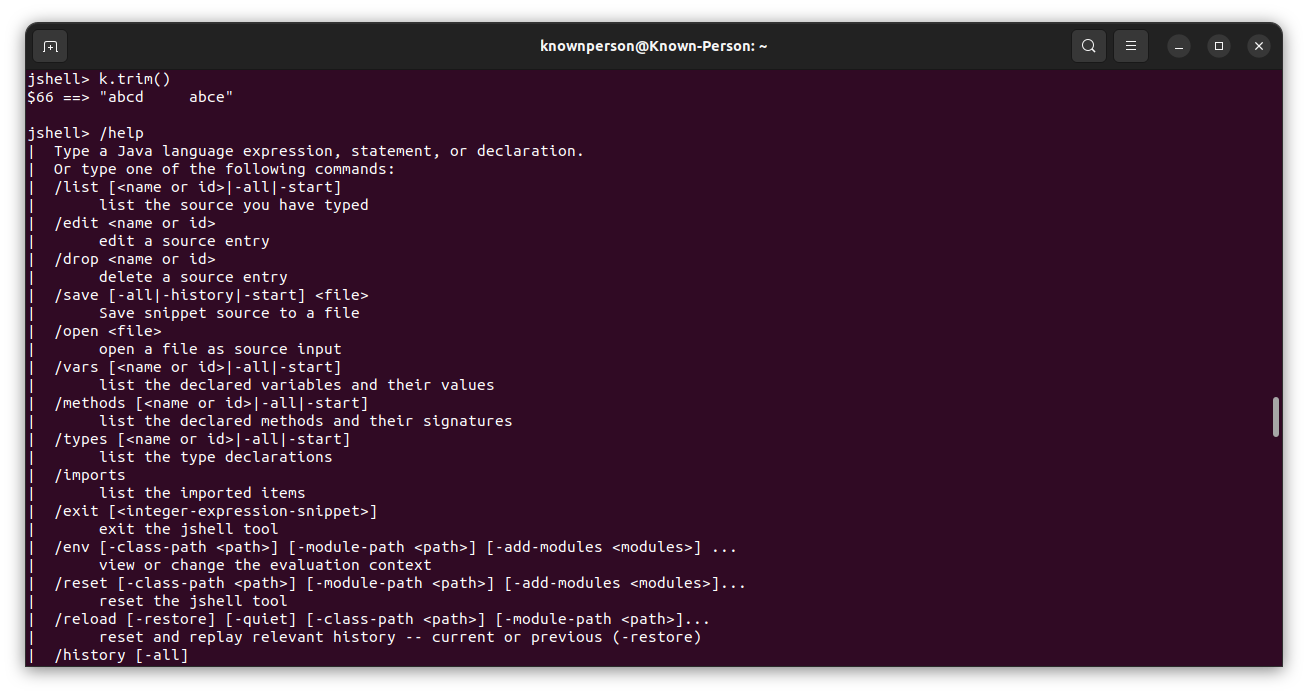 knownperson@Known-Person: ~
jshell> k.trim()
$66 ==> "abcd     abce"
jshell> /help
|  Type a Java language expression, statement, or declaration.
|  Or type one of the following commands:
|  /list [<name or id>|-all|-start]
|       list the source you have typed
|  /edit <name or id>
|       edit a source entry
|  /drop <name or id>
|       delete a source entry
|  /save [-all|-history|-start] <file>
|       Save snippet source to a file
|  /open <file>
|       open a file as source input
|  /vars [<name or id>|-all|-start]
|       list the declared variables and their values
|  /methods [<name or id>|-all|-start]
|       list the declared methods and their signatures
|  /types [<name or id>|-all|-start]
|       list the type declarations
|  /imports
|       list the imported items
|  /exit [<integer-expression-snippet>]
|       exit the jshell tool
|  /env [-class-path <path>] [-module-path <path>] [-add-modules <modules>] ...
|       view or change the evaluation context
|  /reset [-class-path <path>] [-module-path <path>] [-add-modules <modules>]...
|       reset the jshell tool
|  /reload [-restore] [-quiet] [-class-path <path>] [-module-path <path>]...
|       reset and replay relevant history -- current or previous (-restore)
|  /history [-all]